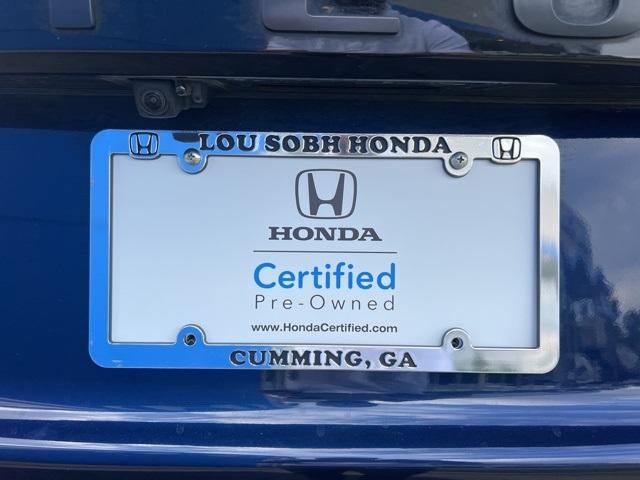 LOU SOBH HONDA
HONDA
Certified
Pre-Owned
www.HondaCertified.com
CUMMING, GA